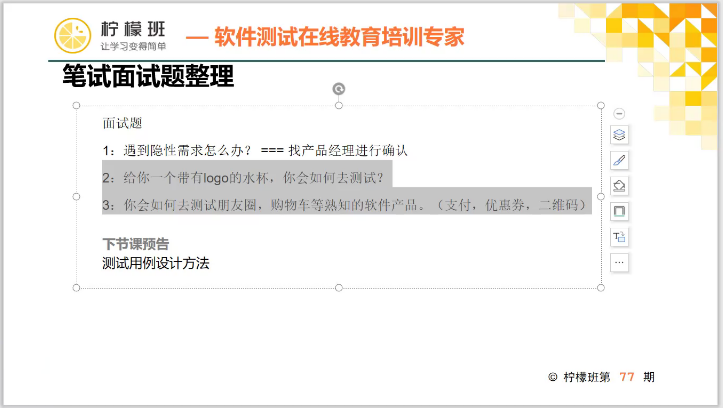 柠檬班
让学习变得简单
— 软件测试在线教育培训专家
笔试面试题整理
面试题
1：遇到隐性需求怎么办？ === 找产品经理进行确认
2：给你一个带有logo的水杯，你会如何去测试？
3：你会如何去测试朋友圈，购物车等熟知的软件产品。（支付，优惠券，二维码）
下节课预告
测试用例设计方法
© 柠檬班第 77 期